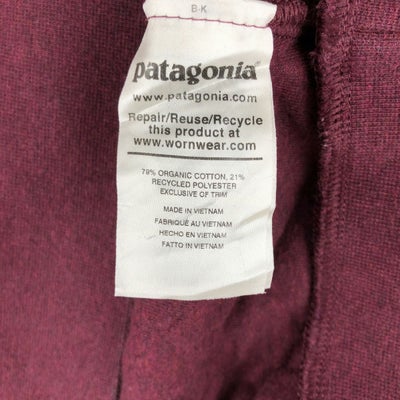 B-K
patagonia
www.patagonia.com
Repair/Reuse/Recycle
this product at
www.wornwear.com
79% ORGANIC COTTON, 21%
RECYCLED POLYESTER
EXCLUSIVE OF TRIM
MADE IN VIETNAM
FABRIQUÉ AU VIETNAM
HECHO EN VIETNAM
FATTO IN VIETNAM